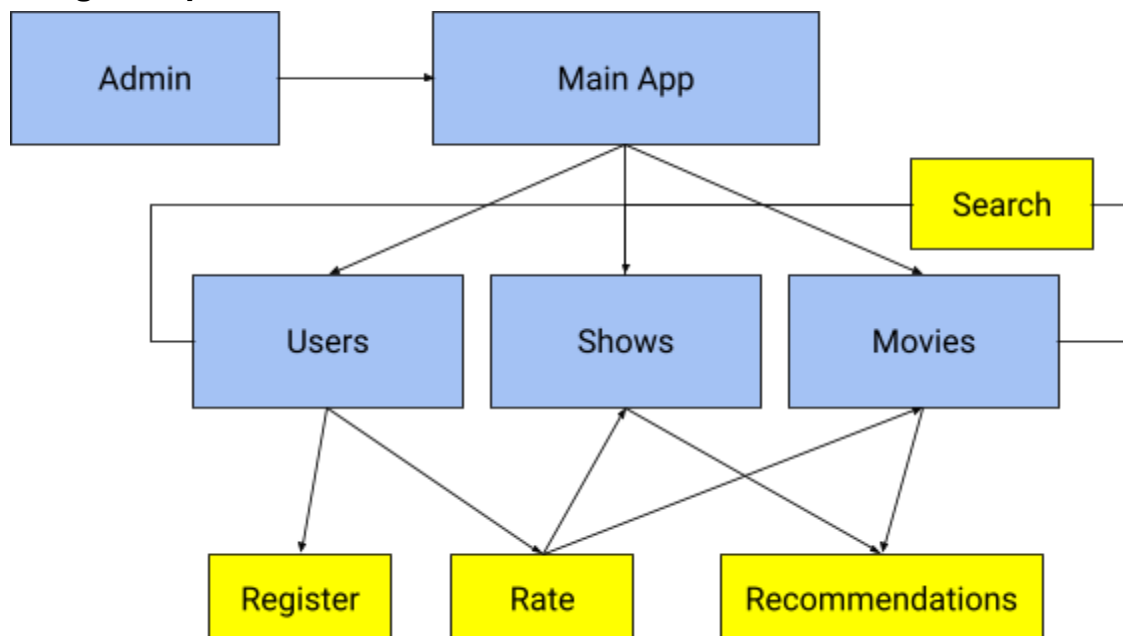 Admin
Main App
Search
Users
Shows
Movies
Register
Rate
Recommendations